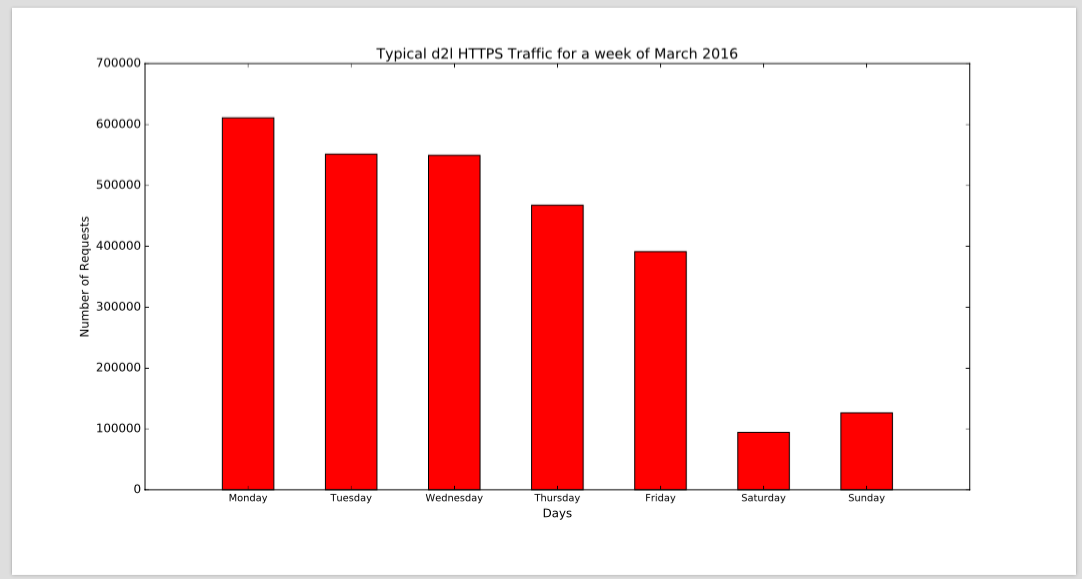 Typical d2l HTTPS Traffic for a week of March 2016
700000
600000
500000
400000
300000
200000
100000
0
Number of Requests
Monday Tuesday Wednesday Thursday Friday Saturday Sunday
Days